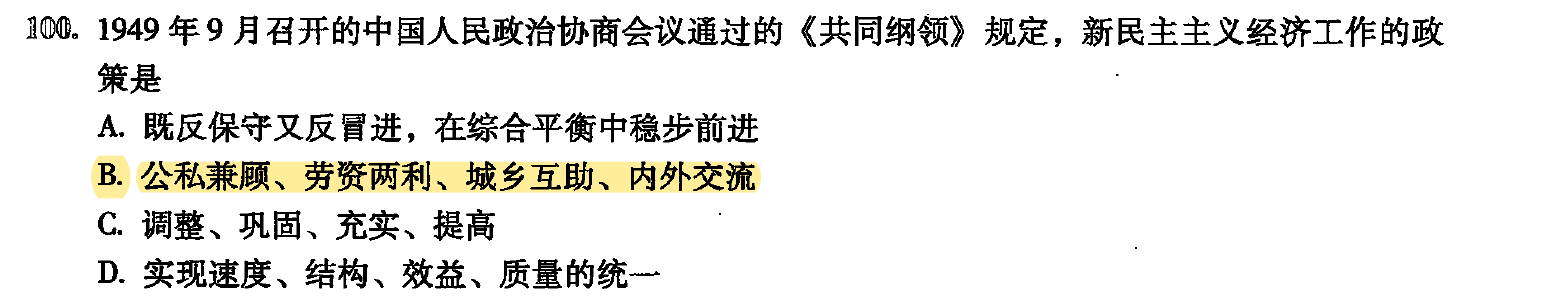 100. 1949 年 9 月召开的中国人民政治协商会议通过的《共同纲领》规定，新民主主义经济工作的政
策是
A. 既反保守又反冒进，在综合平衡中稳步前进
B. 公私兼顾、劳资两利、城乡互助、内外交流
C. 调整、巩固、充实、提高
D. 实现速度、结构、效益、质量的统一